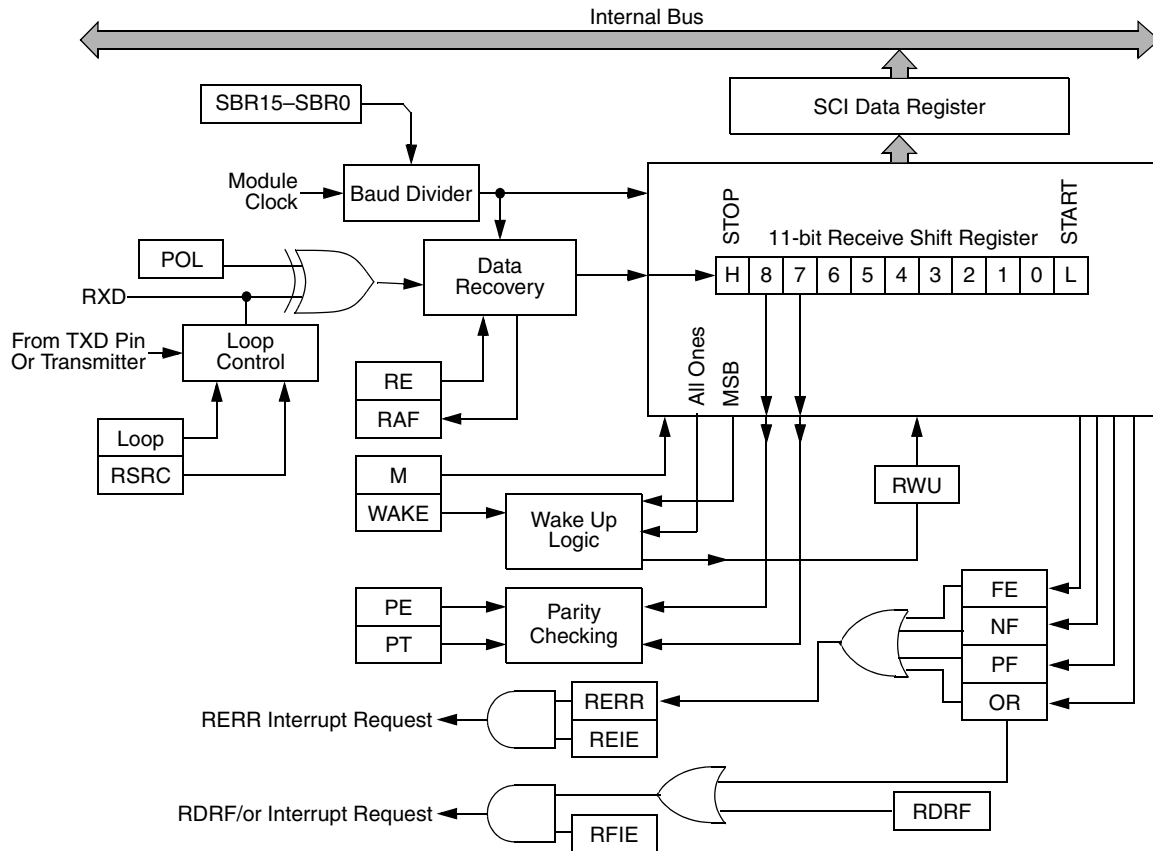 Internal Bus
SBR15–SBR0
SCI Data Register
Module
Clock
Baud Divider
STOP
11-bit Receive Shift Register
START
H 8 7 6 5 4 3 2 1 0 L
POL
RXD
Data
Recovery
From TXD Pin
Or Transmitter
Loop
Control
All Ones
MSB
RE
RAF
Loop
RSRC
M
WAKE
RWU
Wake Up
Logic
PE
PT
Parity
Checking
FE
NF
PF
OR
RERR Interrupt Request
RERR
REIE
RDRF/or Interrupt Request
RFIE
RDRF